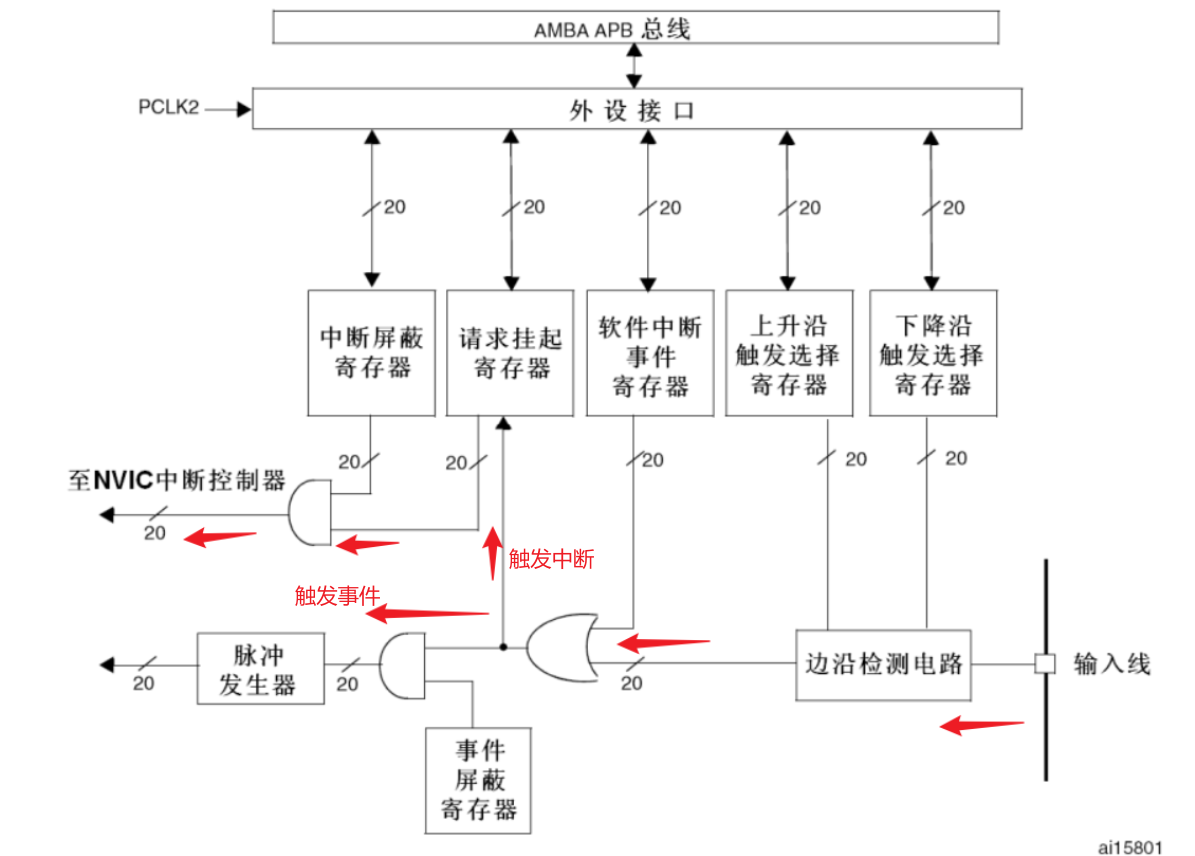 AMBA APB 总线
PCLK2
外设接口
20
20
20
20
20
中断屏蔽
寄存器
请求挂起
寄存器
软件中断
事件
寄存器
上升沿
触发选择
寄存器
下降沿
触发选择
寄存器
20
20
20
20
20
至NVIC中断控制器
20
触发中断
触发事件
脉冲
发生器
20
20
20
边沿检测电路
输入线
事件
屏蔽
寄存器
ai15801